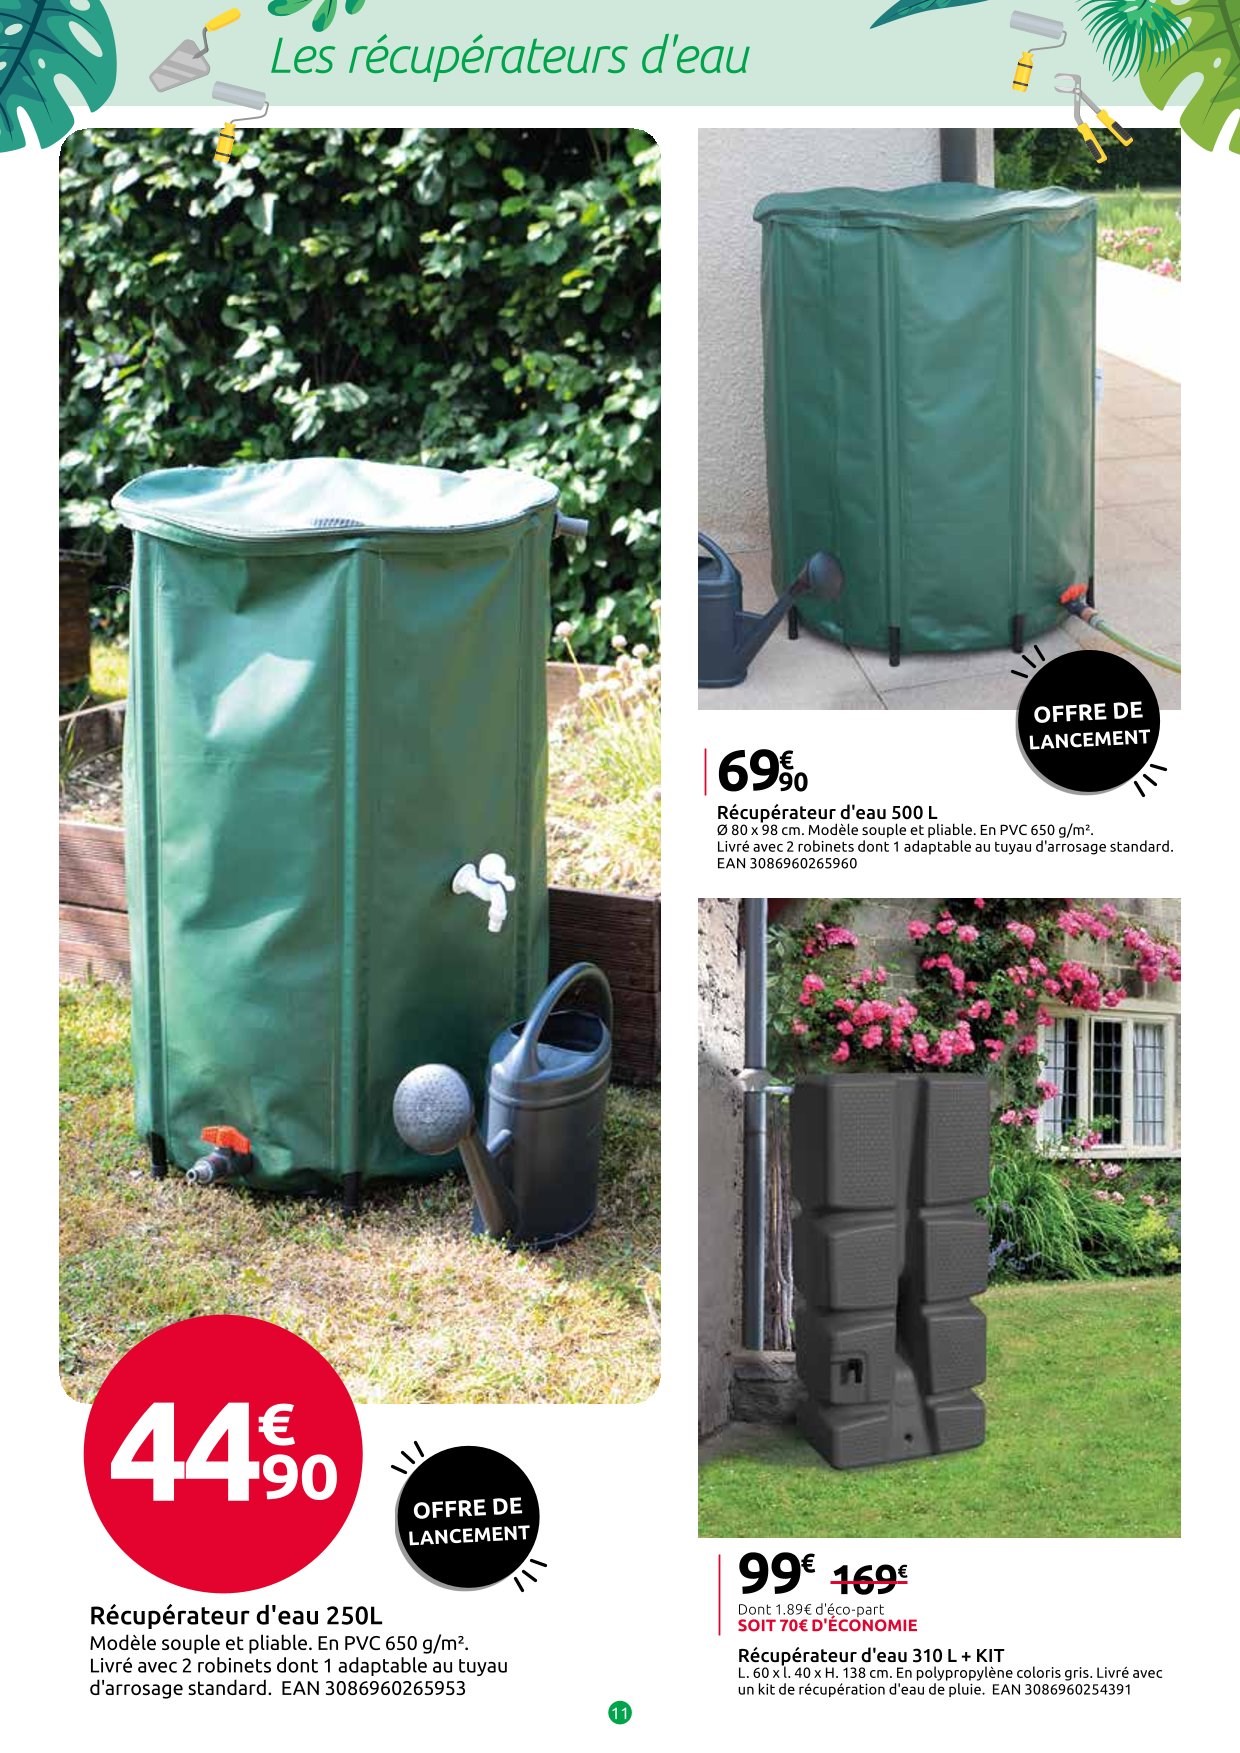 Les récupérateurs d'eau
OFFRE DE
LANCEMENT
69€90
Récupérateur d'eau 500 L
Ø 80 x 98 cm. Modèle souple et pliable. En PVC 650 g/m².
Livré avec 2 robinets dont 1 adaptable au tuyau d'arrosage standard.
EAN 3086960265960
44€90
OFFRE DE
LANCEMENT
Récupérateur d'eau 250L
Modèle souple et pliable. En PVC 650 g/m².
Livré avec 2 robinets dont 1 adaptable au tuyau
d'arrosage standard. EAN 3086960265953
99€ 169€
Dont 1.89€ d'éco-part
SOIT 70€ D'ÉCONOMIE
Récupérateur d'eau 310 L + KIT
L. 60 x l. 40 x H. 138 cm. En polypropylène coloris gris. Livré avec
un kit de récupération d'eau de pluie. EAN 3086960254391
11